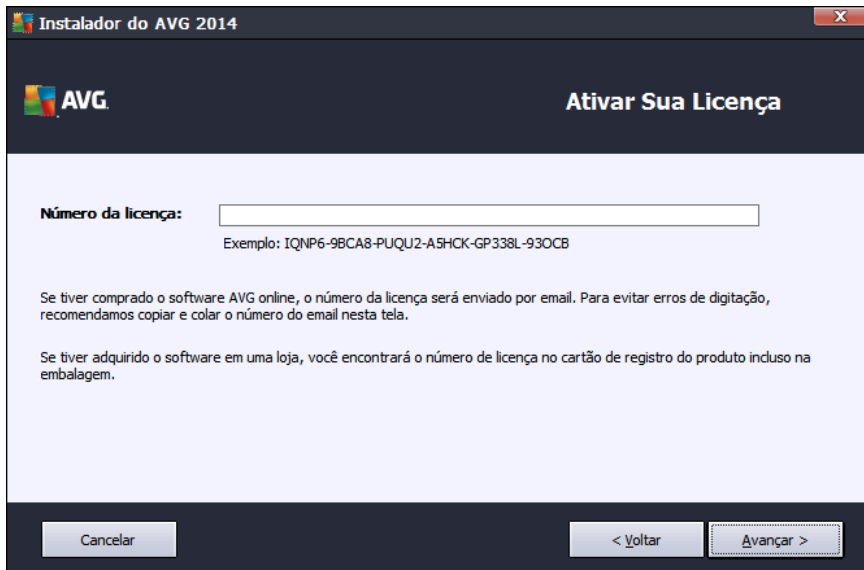 Instalador do AVG 2014
X
AVG.
Ativar Sua Licença
Número da licença:
Exemplo: IQNP6-9BCA8-PUQU2-A5HCK-GP338L-93OCB
Se tiver comprado o software AVG online, o número da licença será enviado por email. Para evitar erros de digitação,
recomendamos copiar e colar o número do email nesta tela.
Se tiver adquirido o software em uma loja, você encontrará o número de licença no cartão de registro do produto incluso na
embalagem.
Cancelar
< Voltar
Avançar >